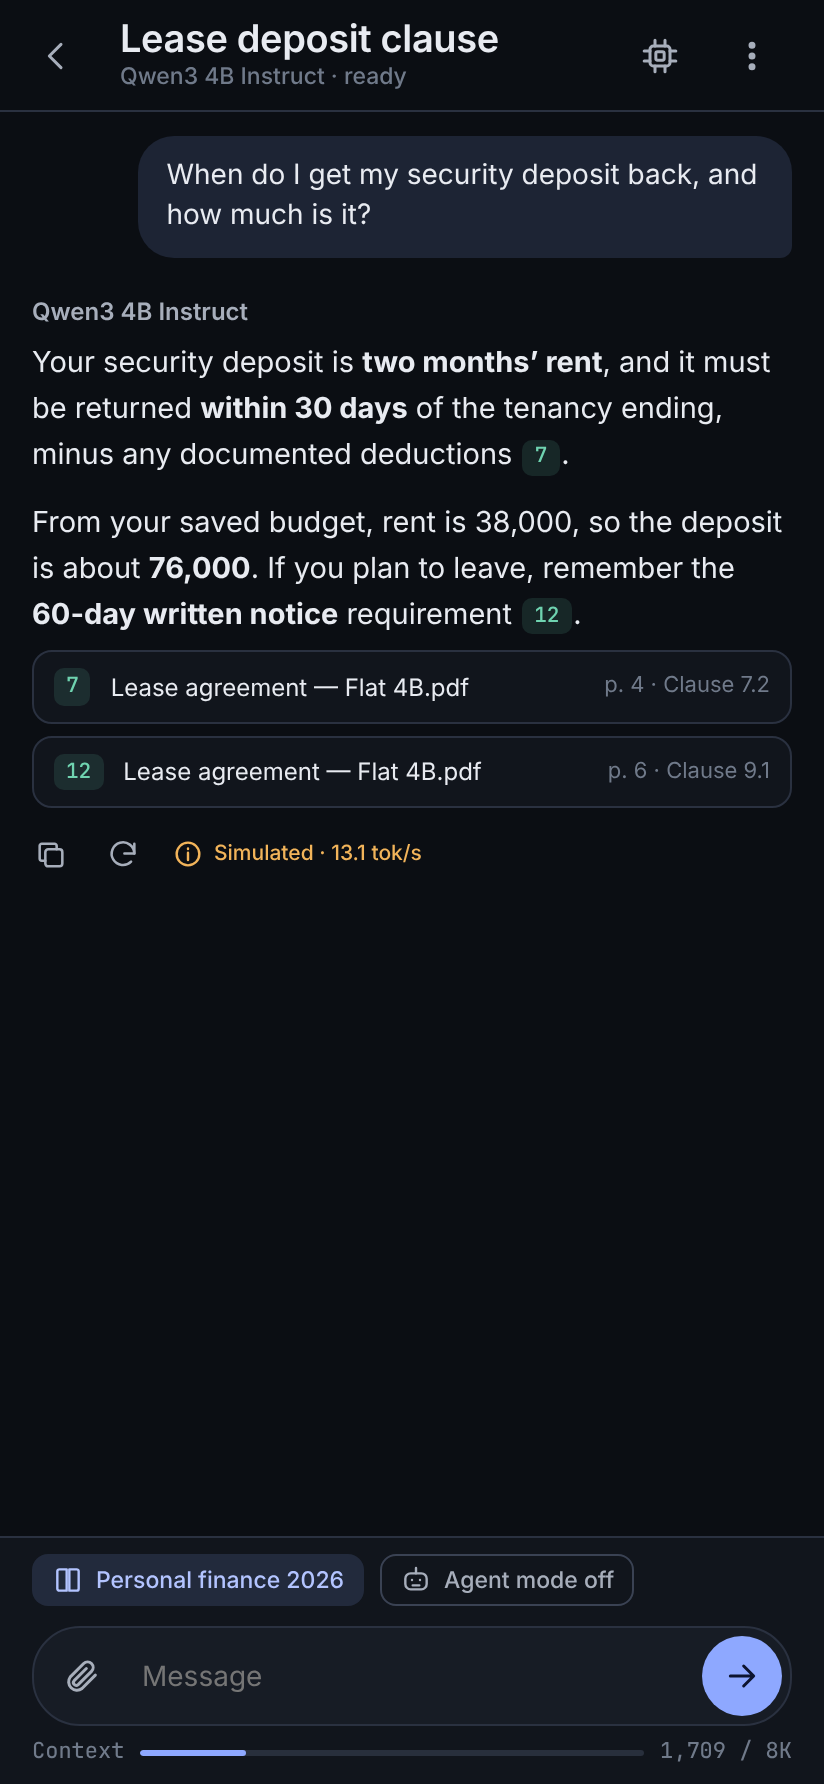 Lease deposit clause
Qwen3 4B Instruct · ready
When do I get my security deposit back, and
how much is it?
Qwen3 4B Instruct
Your security deposit is two months’ rent, and it must
be returned within 30 days of the tenancy ending,
minus any documented deductions 7.
From your saved budget, rent is 38,000, so the deposit
is about 76,000. If you plan to leave, remember the
60-day written notice requirement 12.
7 Lease agreement — Flat 4B.pdf p. 4 · Clause 7.2
12 Lease agreement — Flat 4B.pdf p. 6 · Clause 9.1
Simulated · 13.1 tok/s
Personal finance 2026 Agent mode off
Message
Context 1,709 / 8K